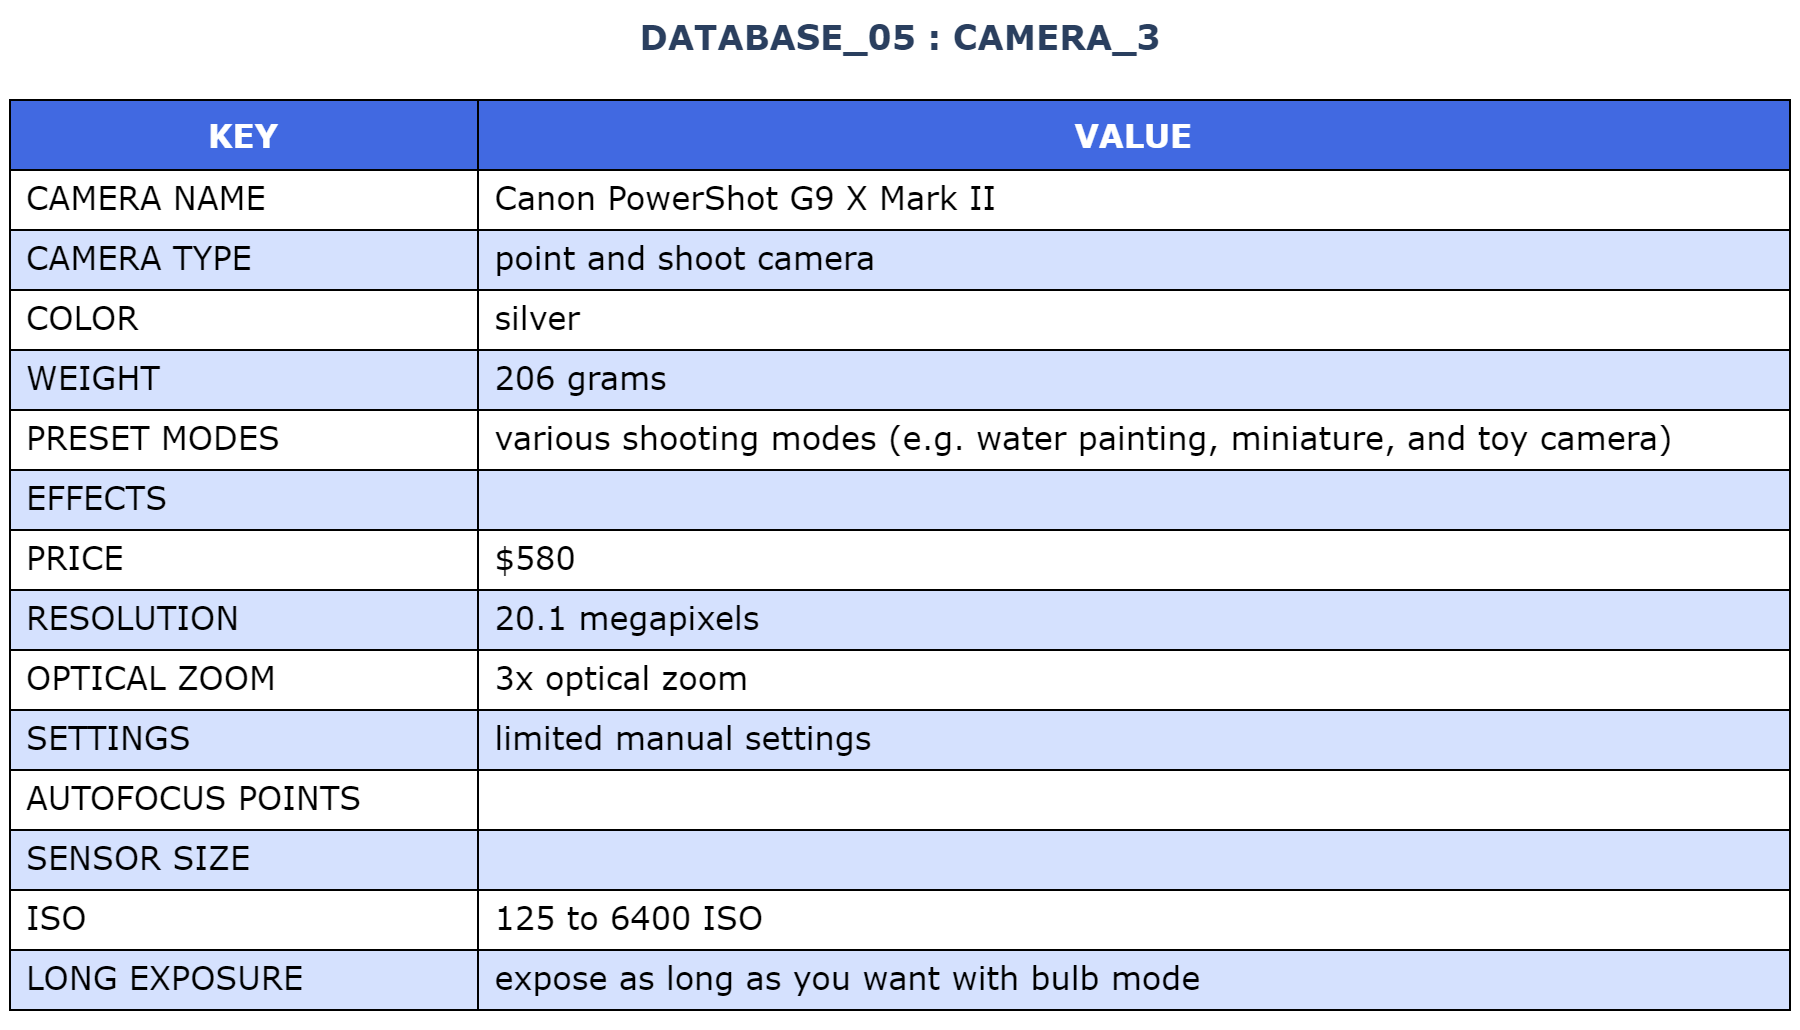 DATABASE_05 : CAMERA_3
KEY VALUE
CAMERA NAME Canon PowerShot G9 X Mark II
CAMERA TYPE point and shoot camera
COLOR silver
WEIGHT 206 grams
PRESET MODES various shooting modes (e.g. water painting, miniature, and toy camera)
EFFECTS
PRICE $580
RESOLUTION 20.1 megapixels
OPTICAL ZOOM 3x optical zoom
SETTINGS limited manual settings
AUTOFOCUS POINTS
SENSOR SIZE
ISO 125 to 6400 ISO
LONG EXPOSURE expose as long as you want with bulb mode